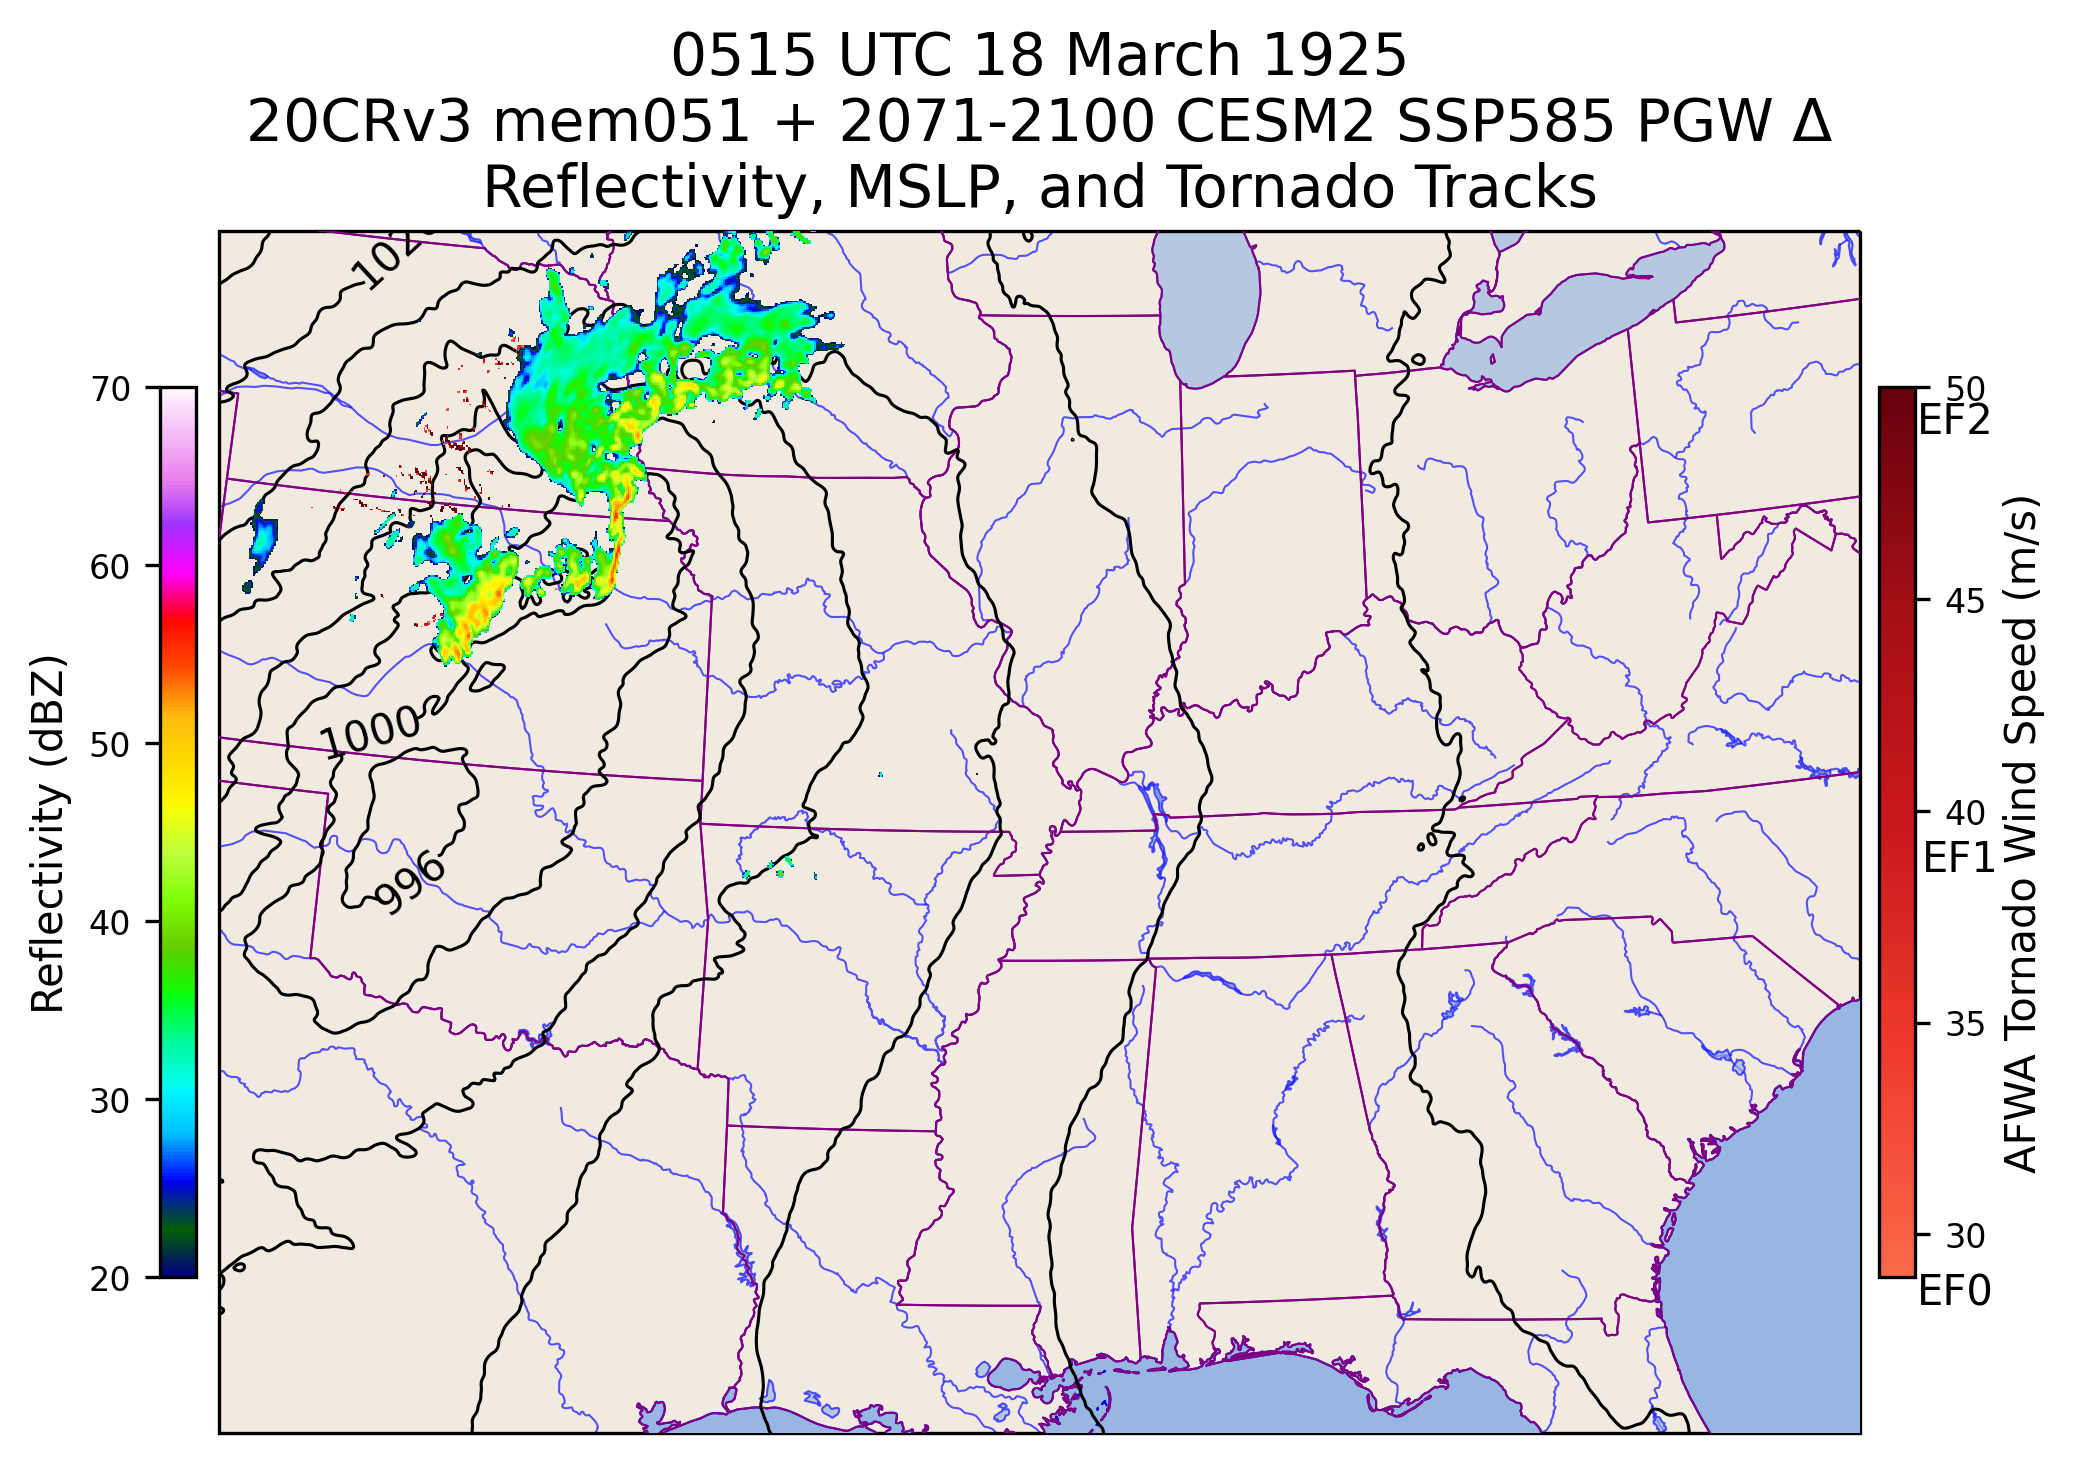 0515 UTC 18 March 1925
20CRv3 mem051 + 2071-2100 CESM2 SSP585 PGW Δ
Reflectivity, MSLP, and Tornado Tracks
1000
996
70
60
50
40
30
20
Reflectivity (dBZ)
50
EF2
45
40
EF1
35
30
EF0
AFWA Tornado Wind Speed (m/s)